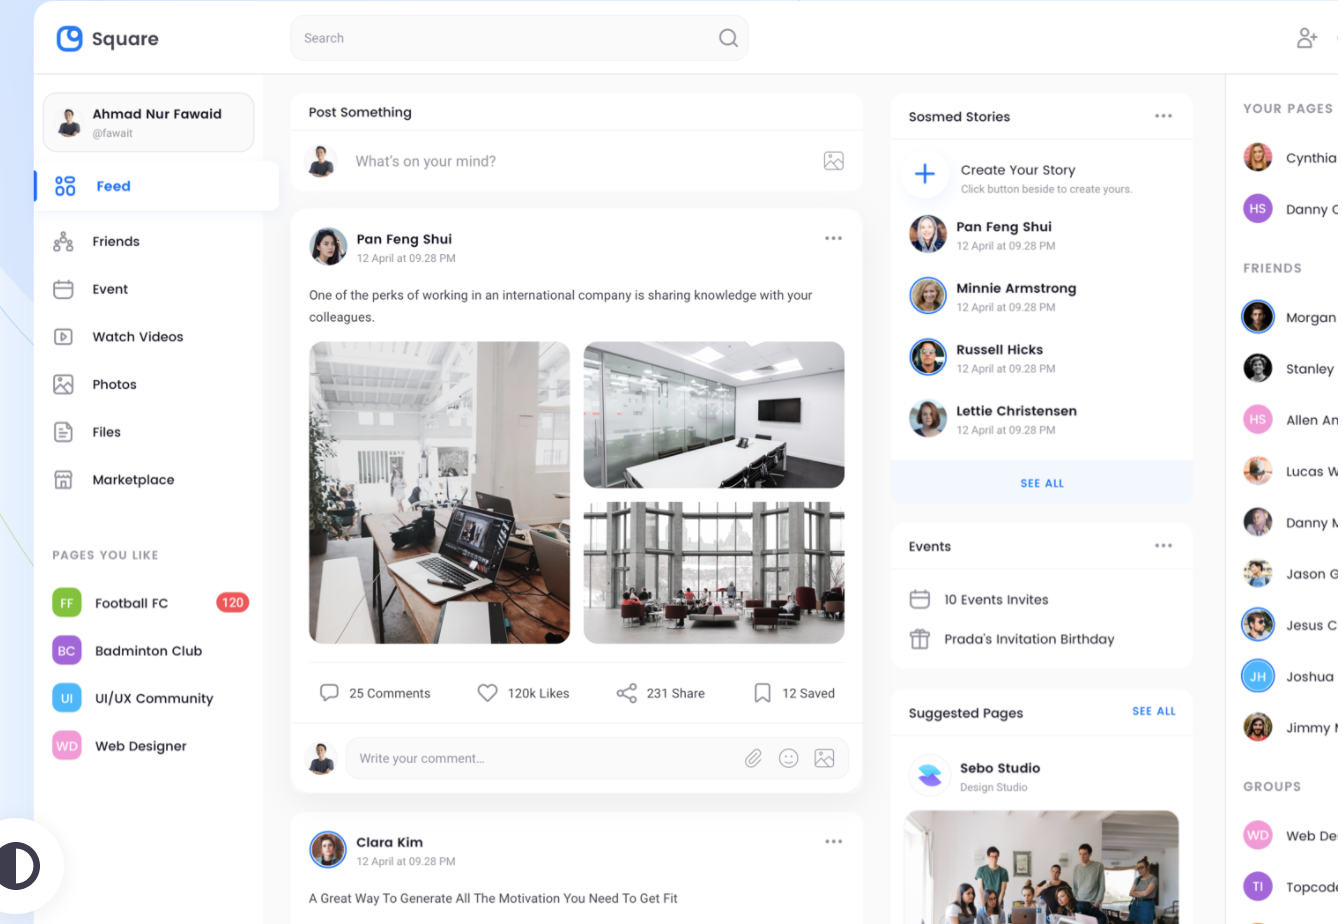 Square
Search
Ahmad Nur Fawaid
@fawait
Feed
Friends
Event
Watch Videos
Photos
Files
Marketplace
PAGES YOU LIKE
FF Football FC 120
BC Badminton Club
UI UI/UX Community
WD Web Designer
Post Something
What's on your mind?
Pan Feng Shui
12 April at 09.28 PM
One of the perks of working in an international company is sharing knowledge with your
colleagues.
25 Comments 120k Likes 231 Share 12 Saved
Write your comment...
Clara Kim
12 April at 09.28 PM
A Great Way To Generate All The Motivation You Need To Get Fit
Sosmed Stories
Create Your Story
Click button beside to create yours.
Pan Feng Shui
12 April at 09.28 PM
Minnie Armstrong
12 April at 09.28 PM
Russell Hicks
12 April at 09.28 PM
Lettie Christensen
12 April at 09.28 PM
SEE ALL
Events
10 Events Invites
Prada's Invitation Birthday
Suggested Pages SEE ALL
Sebo Studio
Design Studio
YOUR PAGES
Cynthia
HS Danny
FRIENDS
Morgan
Stanley
HS Allen An
Lucas W
Danny M
Jason G
Jesus C
JH Joshua
Jimmy
GROUPS
WD Web De
TI Topcode